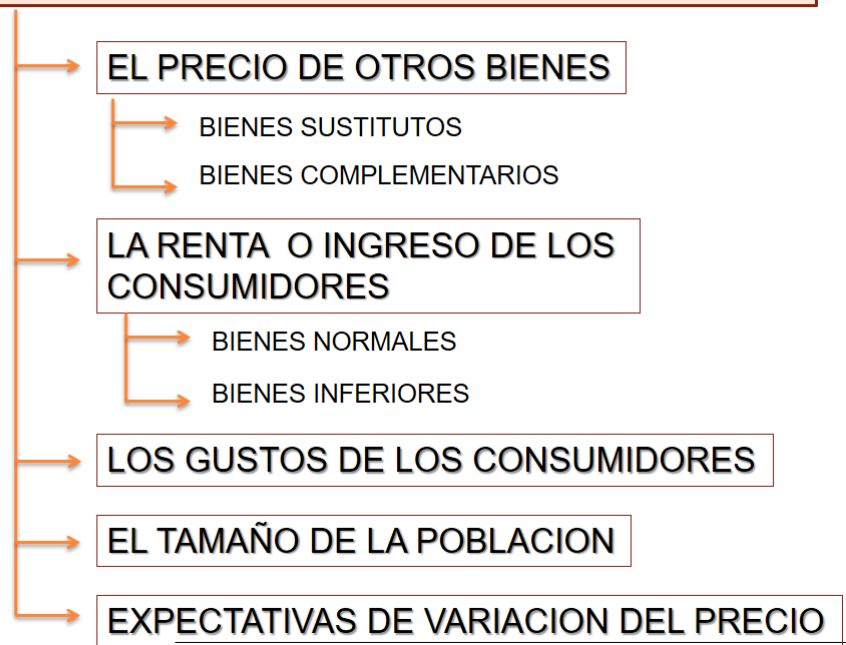 EL PRECIO DE OTROS BIENES
BIENES SUSTITUTOS
BIENES COMPLEMENTARIOS
LA RENTA O INGRESO DE LOS
CONSUMIDORES
BIENES NORMALES
BIENES INFERIORES
LOS GUSTOS DE LOS CONSUMIDORES
EL TAMAÑO DE LA POBLACION
EXPECTATIVAS DE VARIACION DEL PRECIO